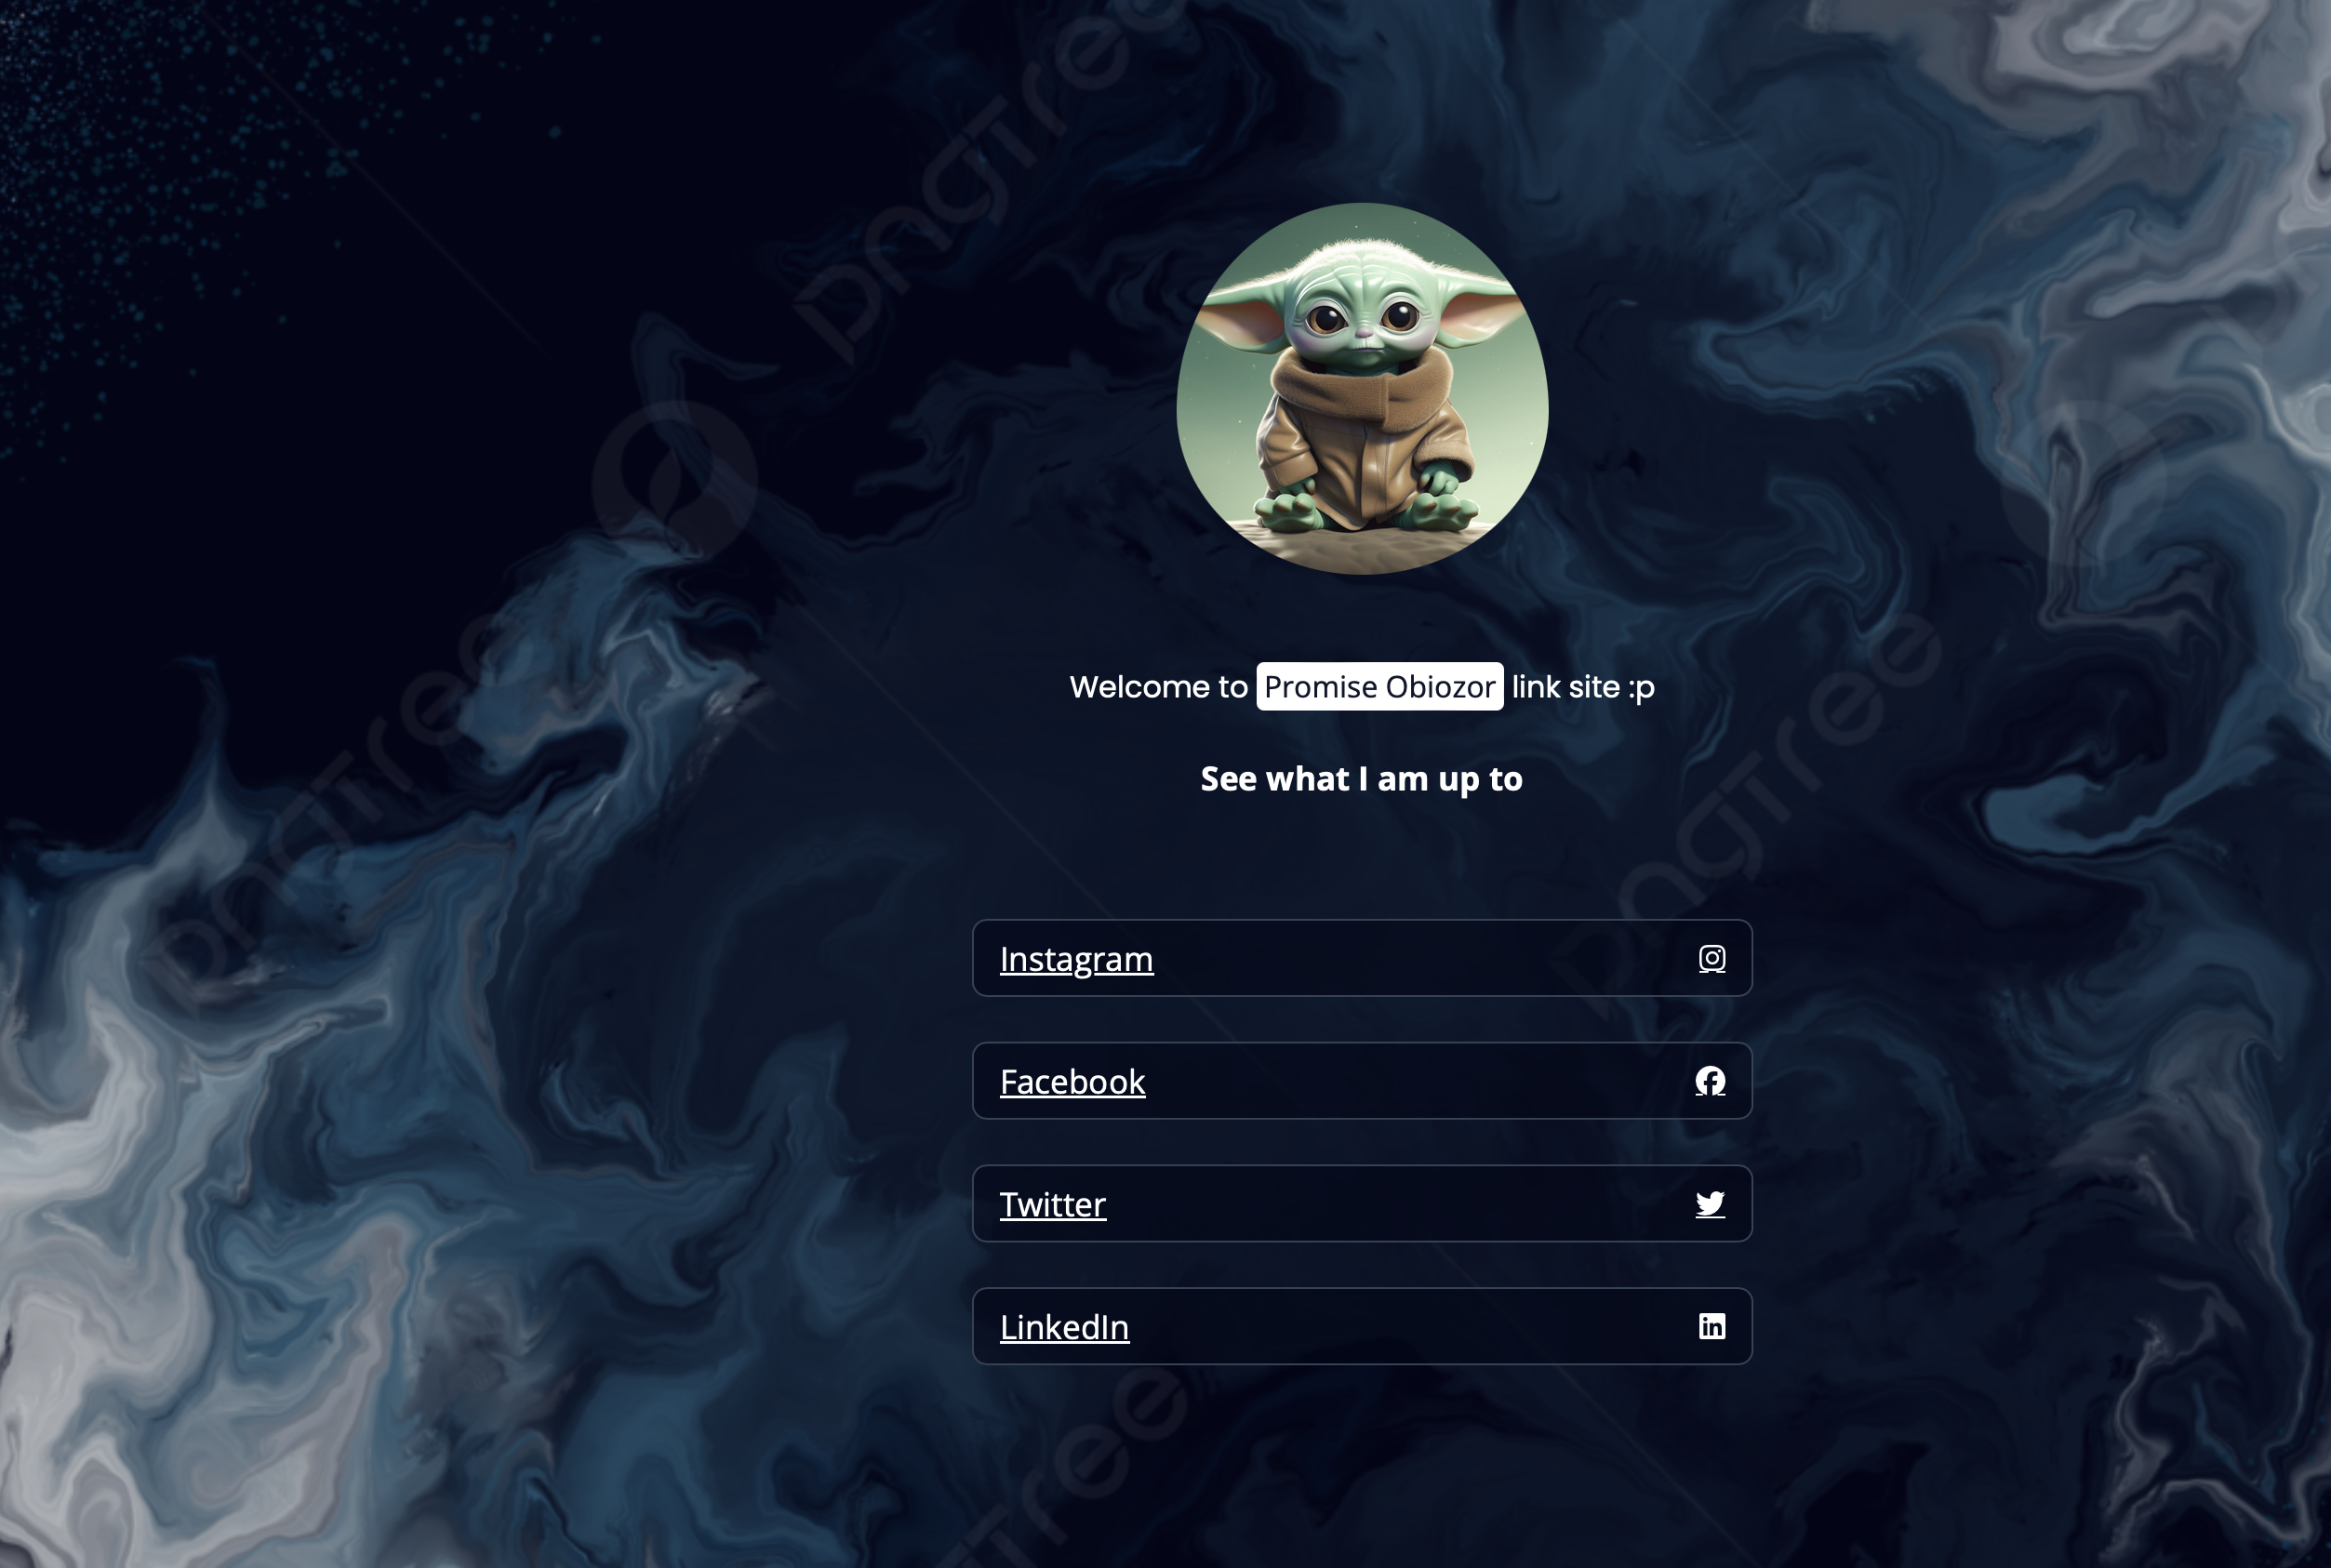 pngtree
Welcome to Promise Obiozor link site :p
pngtree
pngtree
See what I am up to
Instagram
Facebook
Twitter
LinkedIn
in
pngtree